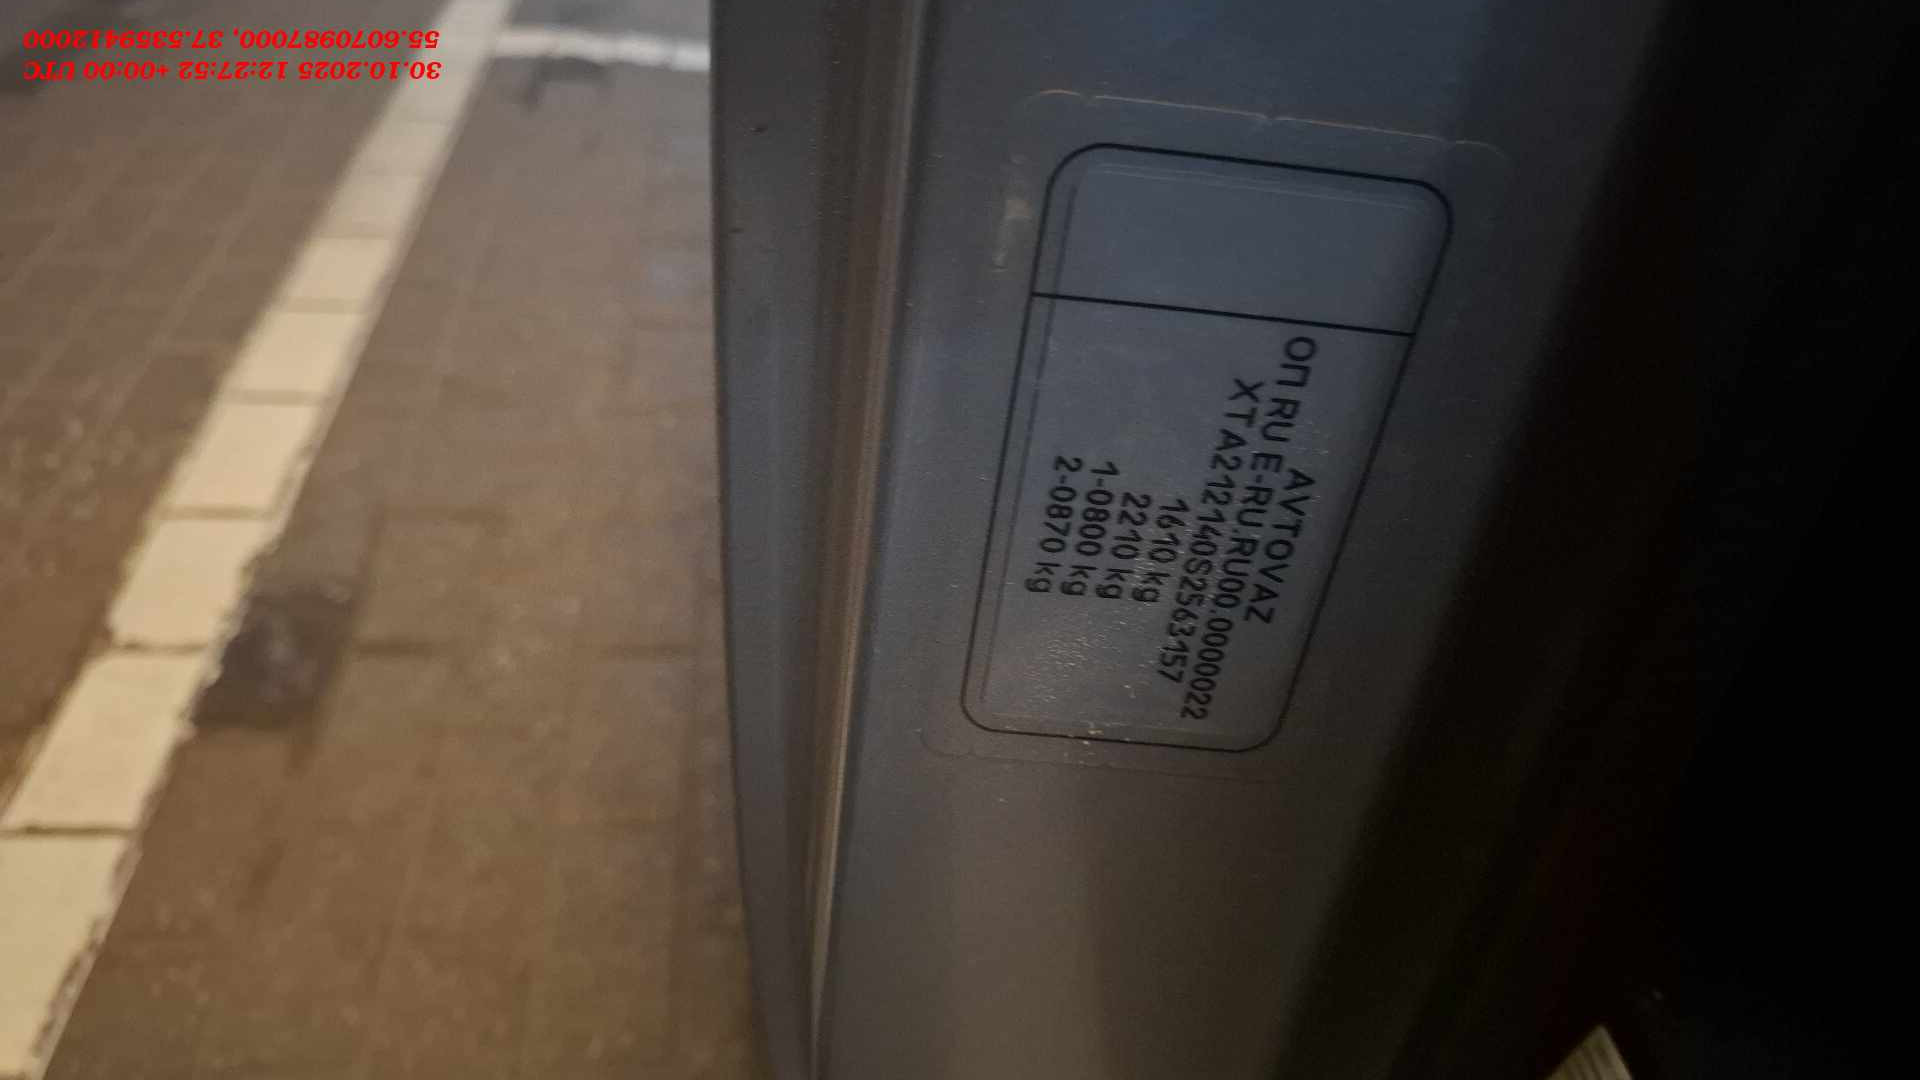 AVTOVAZ
ОП RU E-RU.RU00.0000022
XTA212140S2563157
1610 kg
2210 kg
1-0800 kg
2-0870 kg
30.10.2025 12:27:52 +00:00 UTC
55.6070987000, 37.5359412000